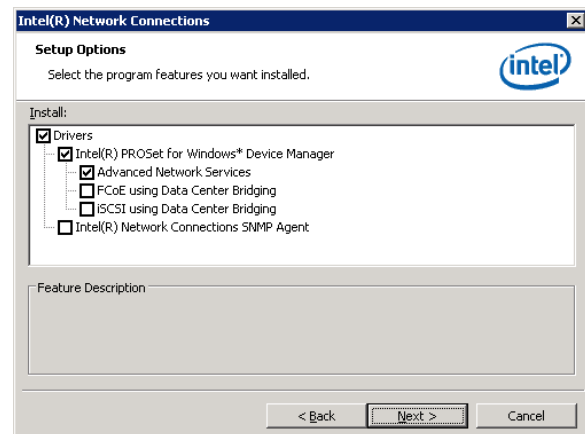 Intel(R) Network Connections
Setup Options
Select the program features you want installed.
intel
Install:
Drivers
Intel(R) PROSet for Windows* Device Manager
Advanced Network Services
FCoE using Data Center Bridging
iSCSI using Data Center Bridging
Intel(R) Network Connections SNMP Agent
Feature Description
< Back
Next >
Cancel